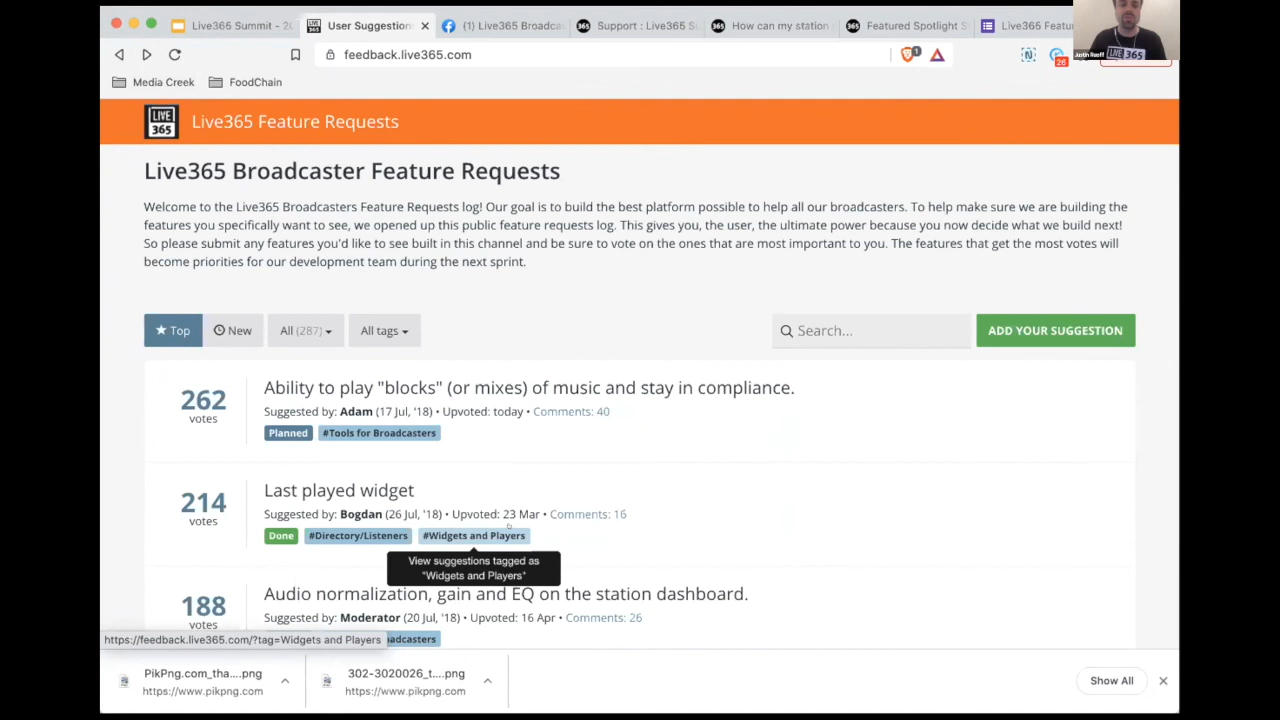 Live365 Summit - 20
User Suggestion
(1) Live365 Broadcas
Support : Live365 Su
How can my station
Featured Spotlight S
Live365 Featu
feedback.live365.com
1
26
Justin Ruoff
LIVE 365
Media Creek
FoodChain
LIVE
365
Live365 Feature Requests
Live365 Broadcaster Feature Requests
Welcome to the Live365 Broadcasters Feature Requests log! Our goal is to build the best platform possible to help all our broadcasters. To help make sure we are building the
features you specifically want to see, we opened up this public feature requests log. This gives you, the user, the ultimate power because you now decide what we build next!
So please submit any features you'd like to see built in this channel and be sure to vote on the ones that are most important to you. The features that get the most votes will
become priorities for our development team during the next sprint.
Top
New
All (287)
All tags
Search...
ADD YOUR SUGGESTION
262
votes
Ability to play "blocks" (or mixes) of music and stay in compliance.
Suggested by: Adam (17 Jul, '18) • Upvoted: today • Comments: 40
Planned #Tools for Broadcasters
214
votes
Last played widget
Suggested by: Bogdan (26 Jul, '18) • Upvoted: 23 Mar • Comments: 16
Done #Directory/Listeners #Widgets and Players
View suggestions tagged as
"Widgets and Players"
188
votes
Audio normalization, gain and EQ on the station dashboard.
Suggested by: Moderator (20 Jul, '18) • Upvoted: 16 Apr • Comments: 26
https://feedback.live365.com/?tag=Widgets and Players
adcasters
PikPng.com_tha....png
https://www.pikpng.com
302-3020026_t....png
https://www.pikpng.com
Show All